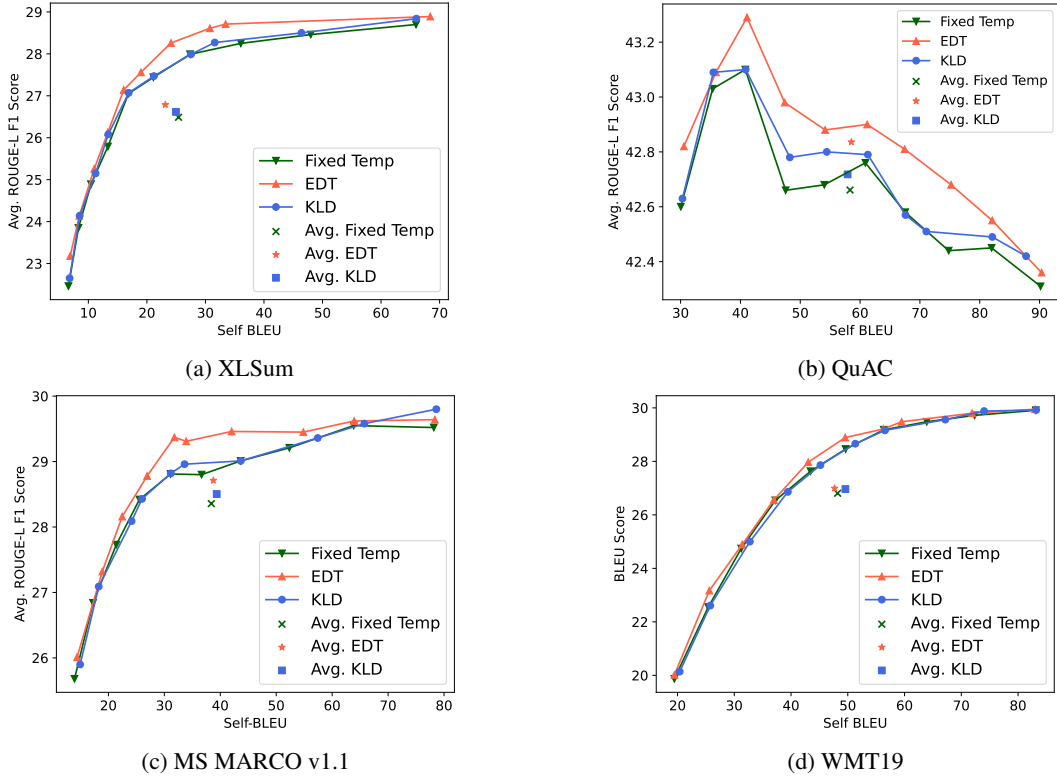 29
28
27
26
25
24
23
Avg. ROUGE-L F1 Score
Fixed Temp
EDT
KLD
Avg. Fixed Temp
Avg. EDT
Avg. KLD
10 20 30 40 50 60 70
Self BLEU
(a) XLSum
43.2
43.0
42.8
42.6
42.4
Avg. ROUGE-L F1 Score
Fixed Temp
EDT
KLD
Avg. Fixed Temp
Avg. EDT
Avg. KLD
30 40 50 60 70 80 90
Self BLEU
(b) QuAC
30
29
28
27
26
Avg. ROUGE-L F1 Score
Fixed Temp
EDT
KLD
Avg. Fixed Temp
Avg. EDT
Avg. KLD
20 30 40 50 60 70 80
Self-BLEU
(c) MS MARCO v1.1
30
28
26
24
22
20
BLEU Score
Fixed Temp
EDT
KLD
Avg. Fixed Temp
Avg. EDT
Avg. KLD
20 30 40 50 60 70 80
Self BLEU
(d) WMT19